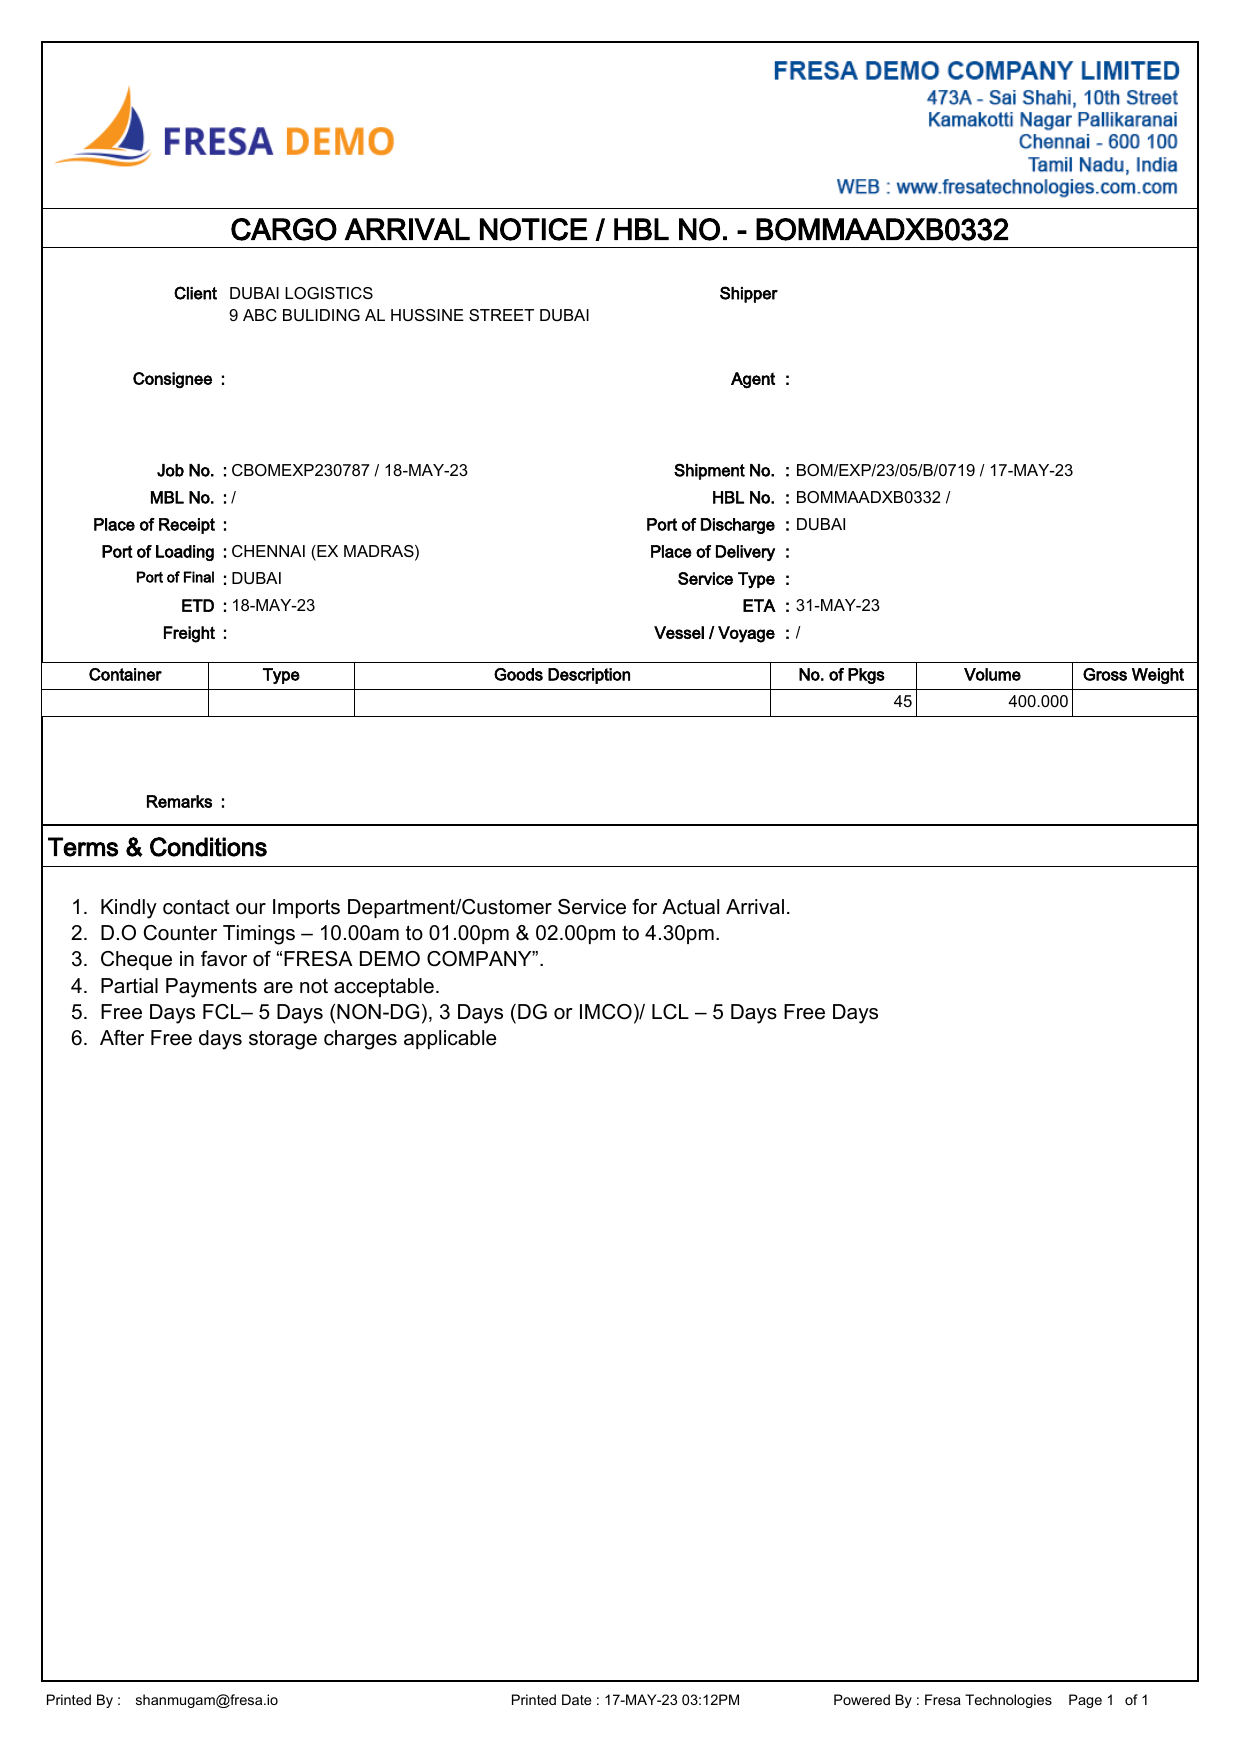 FRESA DEMO
FRESA DEMO COMPANY LIMITED
473A - Sai Shahi, 10th Street
Kamakotti Nagar Pallikaranai
Chennai - 600 100
Tamil Nadu, India
WEB : www.fresatechnologies.com.com
CARGO ARRIVAL NOTICE / HBL NO. - BOMMAADXB0332
Client DUBAI LOGISTICS Shipper
9 ABC BULIDING AL HUSSINE STREET DUBAI
Consignee : Agent :
Job No. : CBOMEXP230787 / 18-MAY-23 Shipment No. : BOM/EXP/23/05/B/0719 / 17-MAY-23
MBL No. : / HBL No. : BOMMAADXB0332 /
Place of Receipt : Port of Discharge : DUBAI
Port of Loading : CHENNAI (EX MADRAS) Place of Delivery :
Port of Final : DUBAI Service Type :
ETD : 18-MAY-23 ETA : 31-MAY-23
Freight : Vessel / Voyage : /
Container Type Goods Description No. of Pkgs Volume Gross Weight
45 400.000
Remarks :
Terms & Conditions
1. Kindly contact our Imports Department/Customer Service for Actual Arrival.
2. D.O Counter Timings – 10.00am to 01.00pm & 02.00pm to 4.30pm.
3. Cheque in favor of “FRESA DEMO COMPANY”.
4. Partial Payments are not acceptable.
5. Free Days FCL– 5 Days (NON-DG), 3 Days (DG or IMCO)/ LCL – 5 Days Free Days
6. After Free days storage charges applicable
Printed By : shanmugam@fresa.io Printed Date : 17-MAY-23 03:12PM Powered By : Fresa Technologies Page 1 of 1